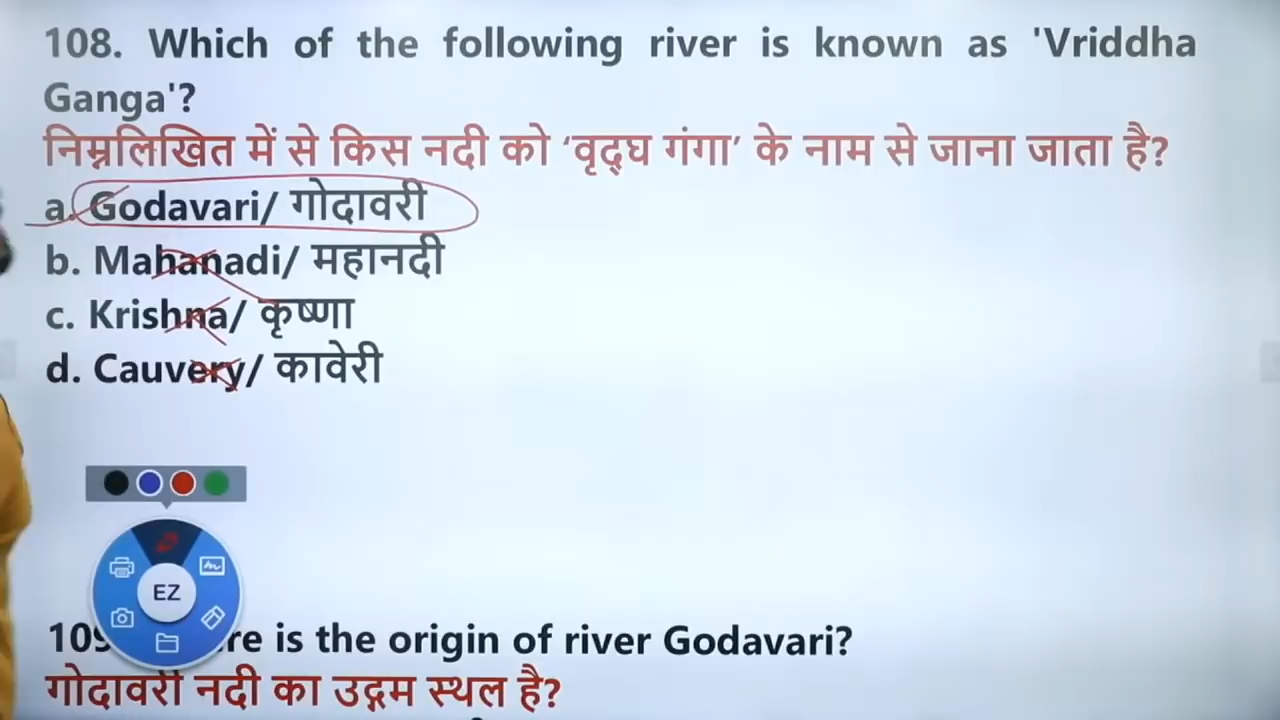 108. Which of the following river is known as 'Vriddha
Ganga'?
निम्नलिखित में से किस नदी को ‘वृद्घ गंगा’ के नाम से जाना जाता है?
a. Godavari/ गोदावरी
b. Mahanadi/ महानदी
c. Krishna/ कृष्णा
d. Cauvery/ कावेरी
EZ
re is the origin of river Godavari?
गोदावरी नदी का उद्गम स्थल है?